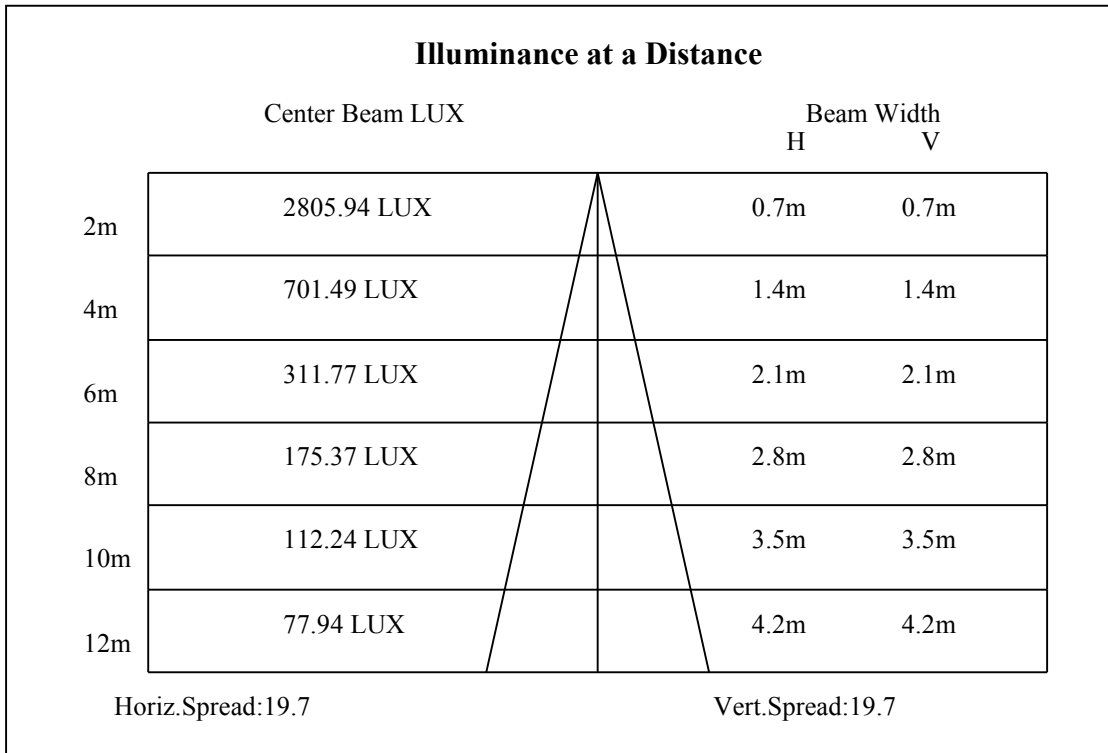 Illuminance at a Distance
Center Beam LUX Beam Width
H V
2m 2805.94 LUX 0.7m 0.7m
4m 701.49 LUX 1.4m 1.4m
6m 311.77 LUX 2.1m 2.1m
8m 175.37 LUX 2.8m 2.8m
10m 112.24 LUX 3.5m 3.5m
12m 77.94 LUX 4.2m 4.2m
Horiz.Spread:19.7 Vert.Spread:19.7